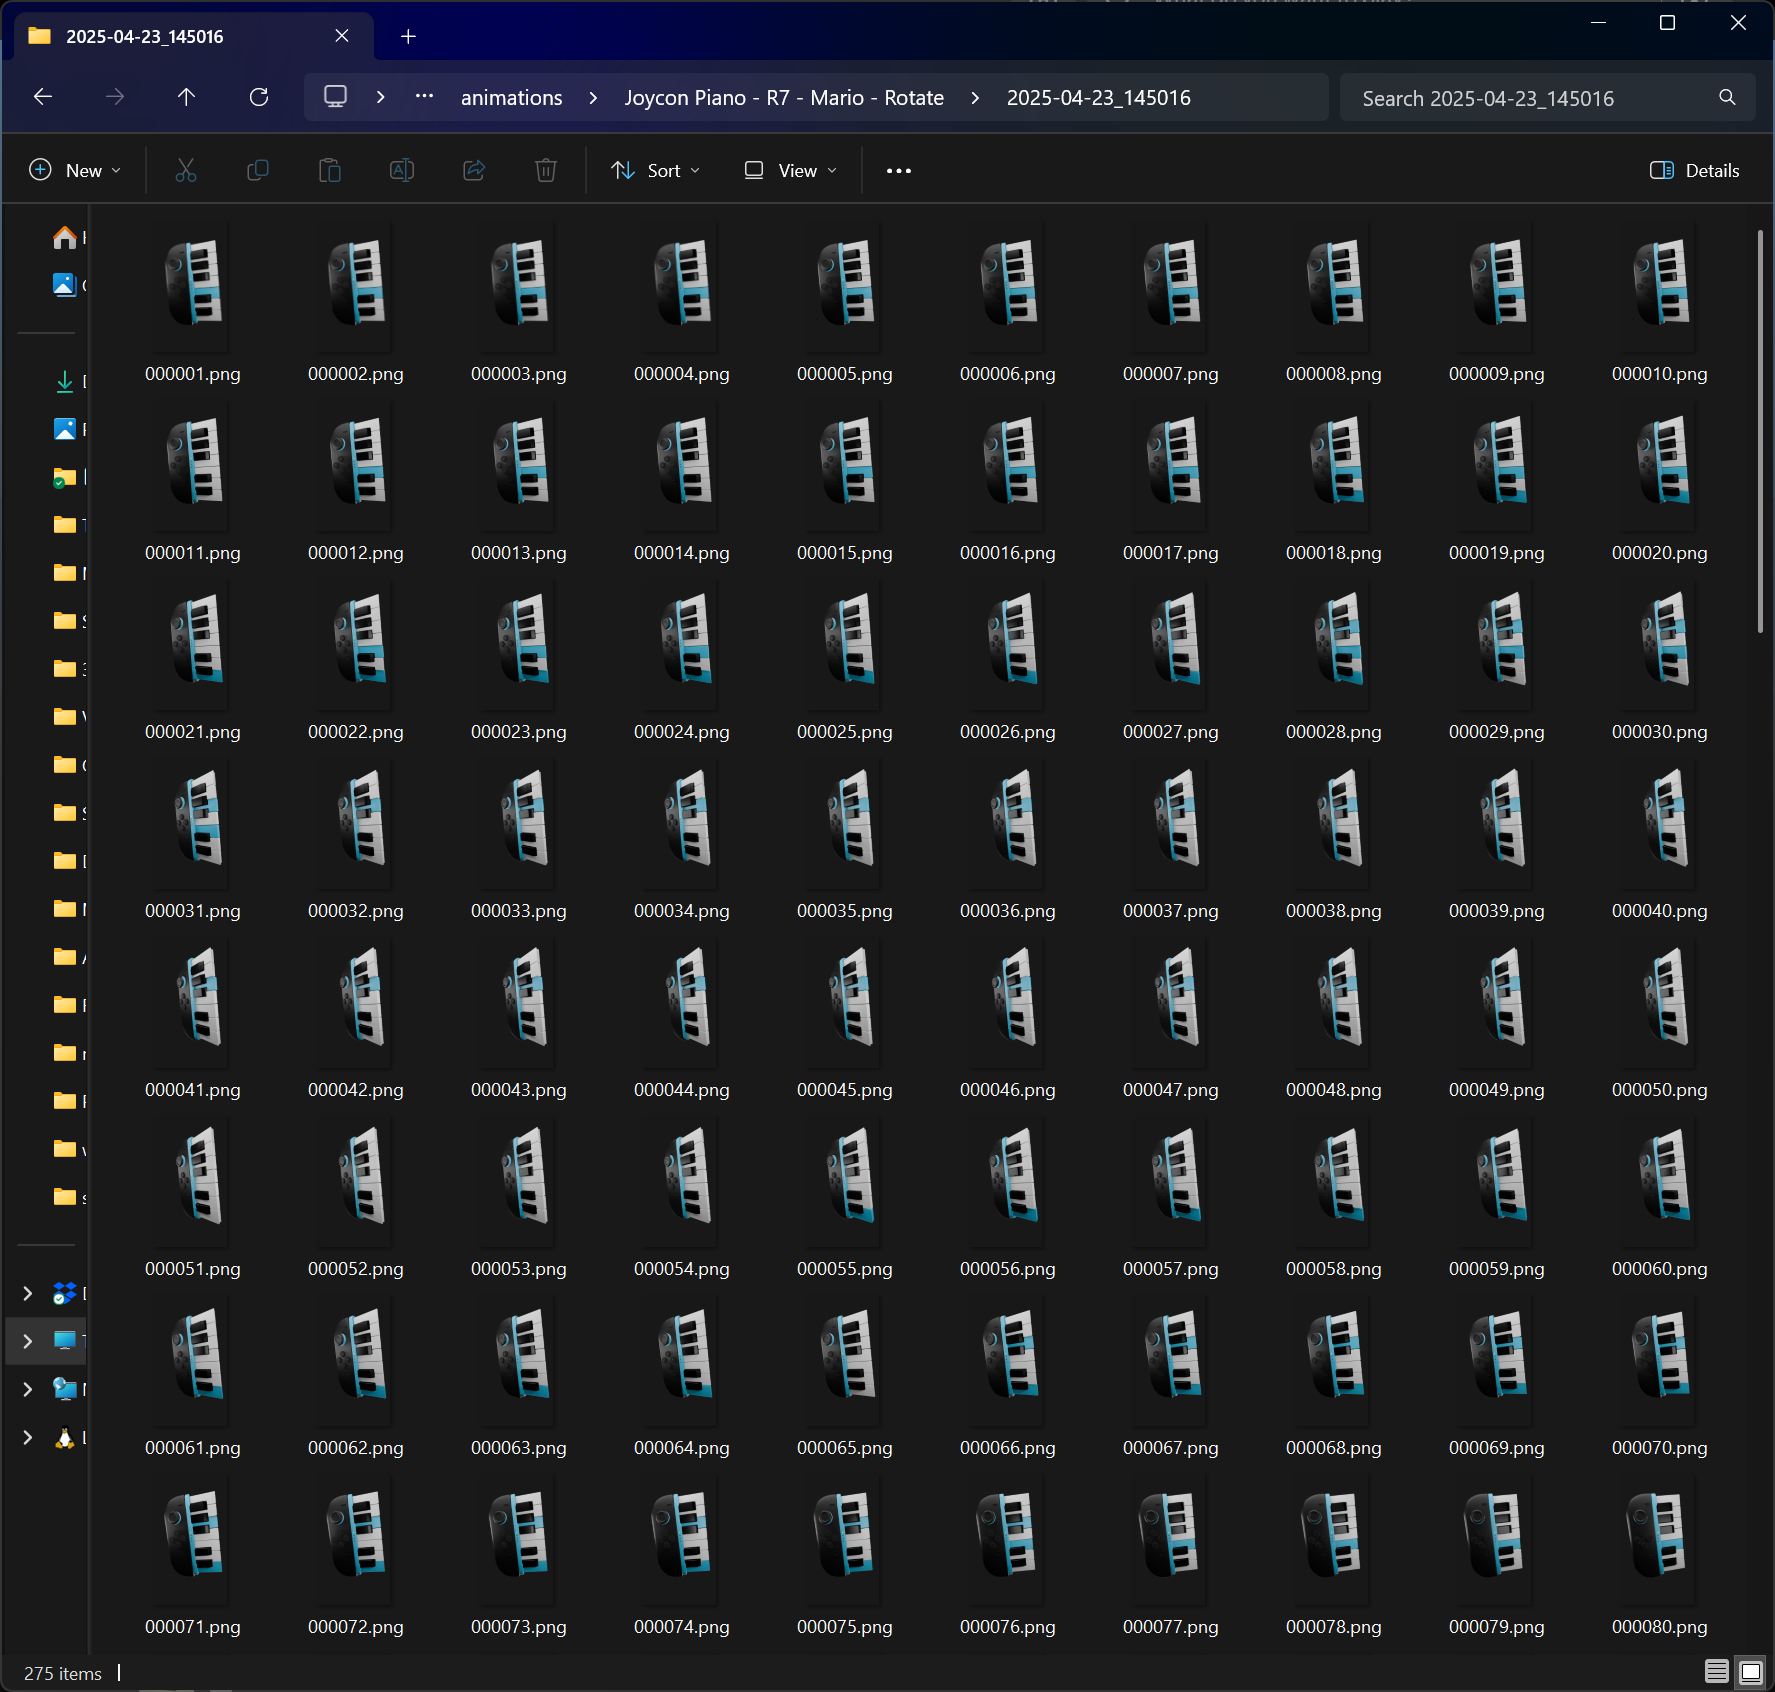 2025-04-23_145016
animations > Joycon Piano - R7 - Mario - Rotate > 2025-04-23_145016
Search 2025-04-23_145016
New
Sort
View
Details
000001.png 000002.png 000003.png 000004.png 000005.png 000006.png 000007.png 000008.png 000009.png 000010.png
000011.png 000012.png 000013.png 000014.png 000015.png 000016.png 000017.png 000018.png 000019.png 000020.png
000021.png 000022.png 000023.png 000024.png 000025.png 000026.png 000027.png 000028.png 000029.png 000030.png
000031.png 000032.png 000033.png 000034.png 000035.png 000036.png 000037.png 000038.png 000039.png 000040.png
000041.png 000042.png 000043.png 000044.png 000045.png 000046.png 000047.png 000048.png 000049.png 000050.png
000051.png 000052.png 000053.png 000054.png 000055.png 000056.png 000057.png 000058.png 000059.png 000060.png
000061.png 000062.png 000063.png 000064.png 000065.png 000066.png 000067.png 000068.png 000069.png 000070.png
000071.png 000072.png 000073.png 000074.png 000075.png 000076.png 000077.png 000078.png 000079.png 000080.png
275 items